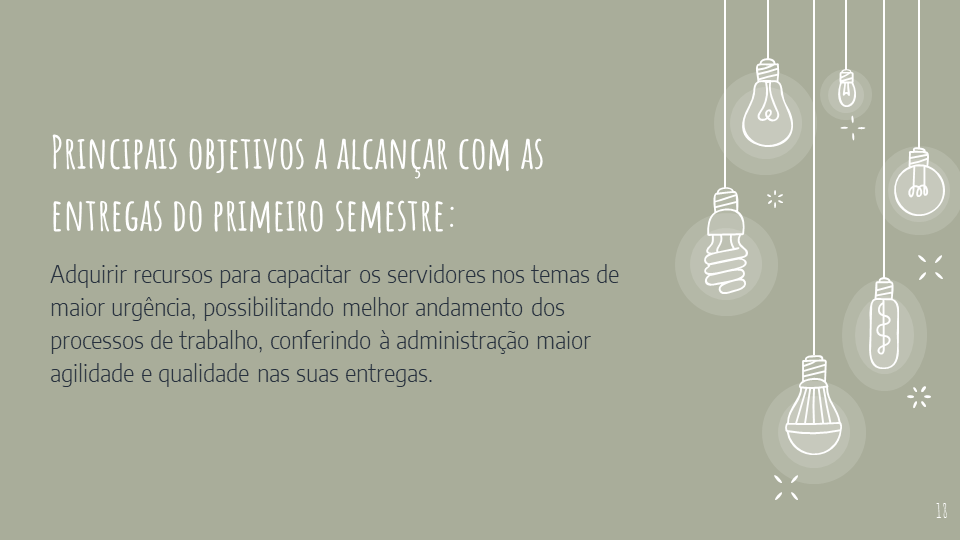 Principais objetivos a alcançar com as
entregas do primeiro semestre:
Adquirir recursos para capacitar os servidores nos temas de
maior urgência, possibilitando melhor andamento dos
processos de trabalho, conferindo à administração maior
agilidade e qualidade nas suas entregas.
18